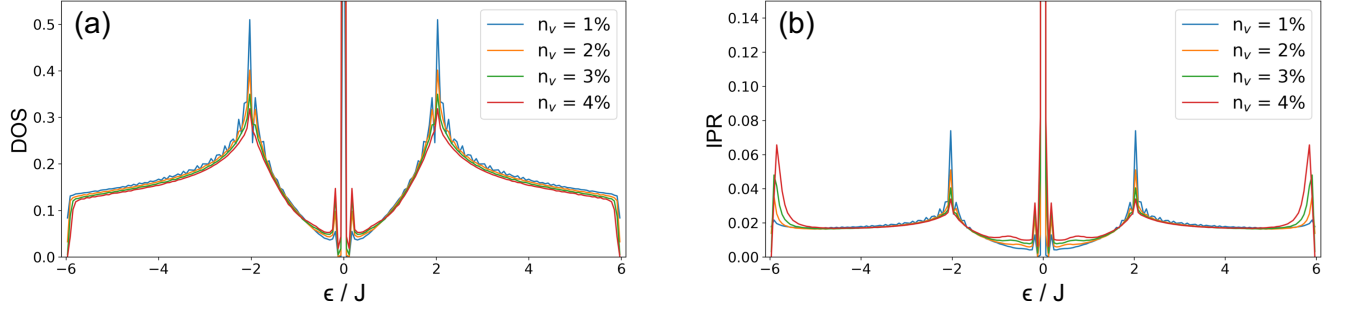 (a)
n_v = 1%
n_v = 2%
n_v = 3%
n_v = 4%
DOS
0.5
0.4
0.3
0.2
0.1
0.0
−6 −4 −2 0 2 4 6
ϵ / J
(b)
n_v = 1%
n_v = 2%
n_v = 3%
n_v = 4%
IPR
0.14
0.12
0.10
0.08
0.06
0.04
0.02
0.00
−6 −4 −2 0 2 4 6
ϵ / J